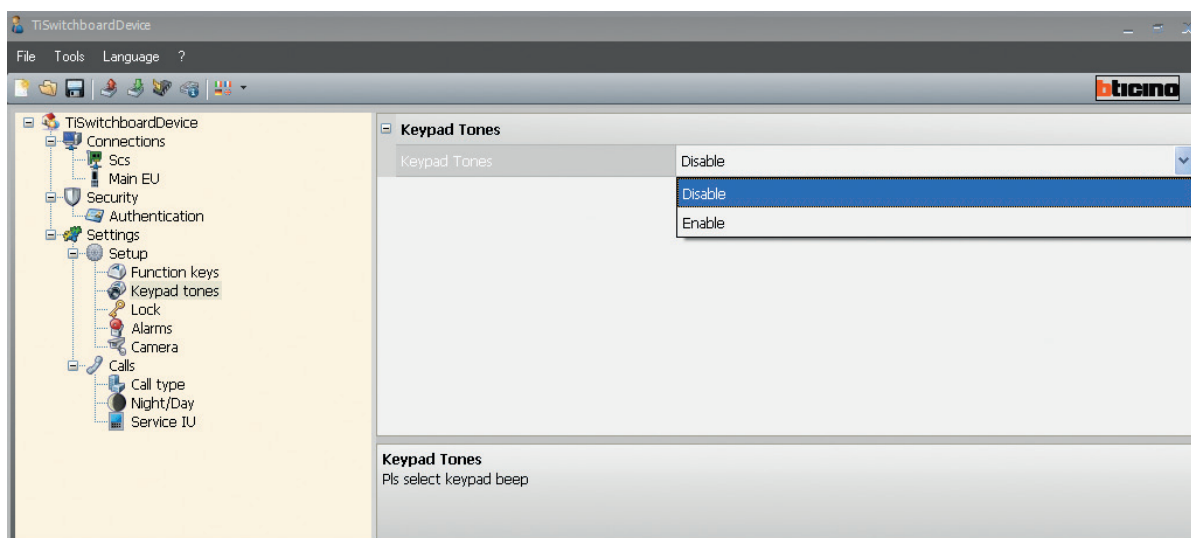 TiSwitchboardDevice
File Tools Language ?
bticino
TiSwitchboardDevice
Connections
Scs
Main EU
Security
Authentication
Settings
Setup
Function keys
Keypad tones
Lock
Alarms
Camera
Calls
Call type
Night/Day
Service IU
Keypad Tones
Keypad Tones Disable
Disable
Enable
Keypad Tones
Pls select keypad beep